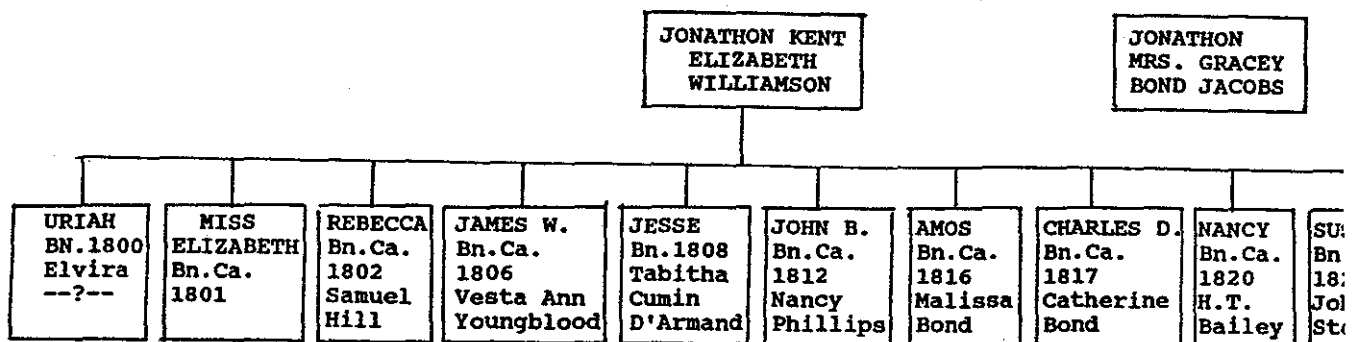 JONATHON KENT
ELIZABETH
WILLIAMSON
JONATHON
MRS. GRACEY
BOND JACOBS
URIAH
BN.1800
Elvira
--?--
MISS
ELIZABETH
Bn.Ca.
1801
REBECCA
Bn.Ca.
1802
Samuel
Hill
JAMES W.
Bn.Ca.
1806
Vesta Ann
Youngblood
JESSE
Bn.1808
Tabitha
Cumin
D'Armand
JOHN B.
Bn.Ca.
1812
Nancy
Phillips
AMOS
Bn.Ca.
1816
Malissa
Bond
CHARLES D.
Bn.Ca.
1817
Catherine
Bond
NANCY
Bn.Ca.
1820
H.T.
Bailey
Bn